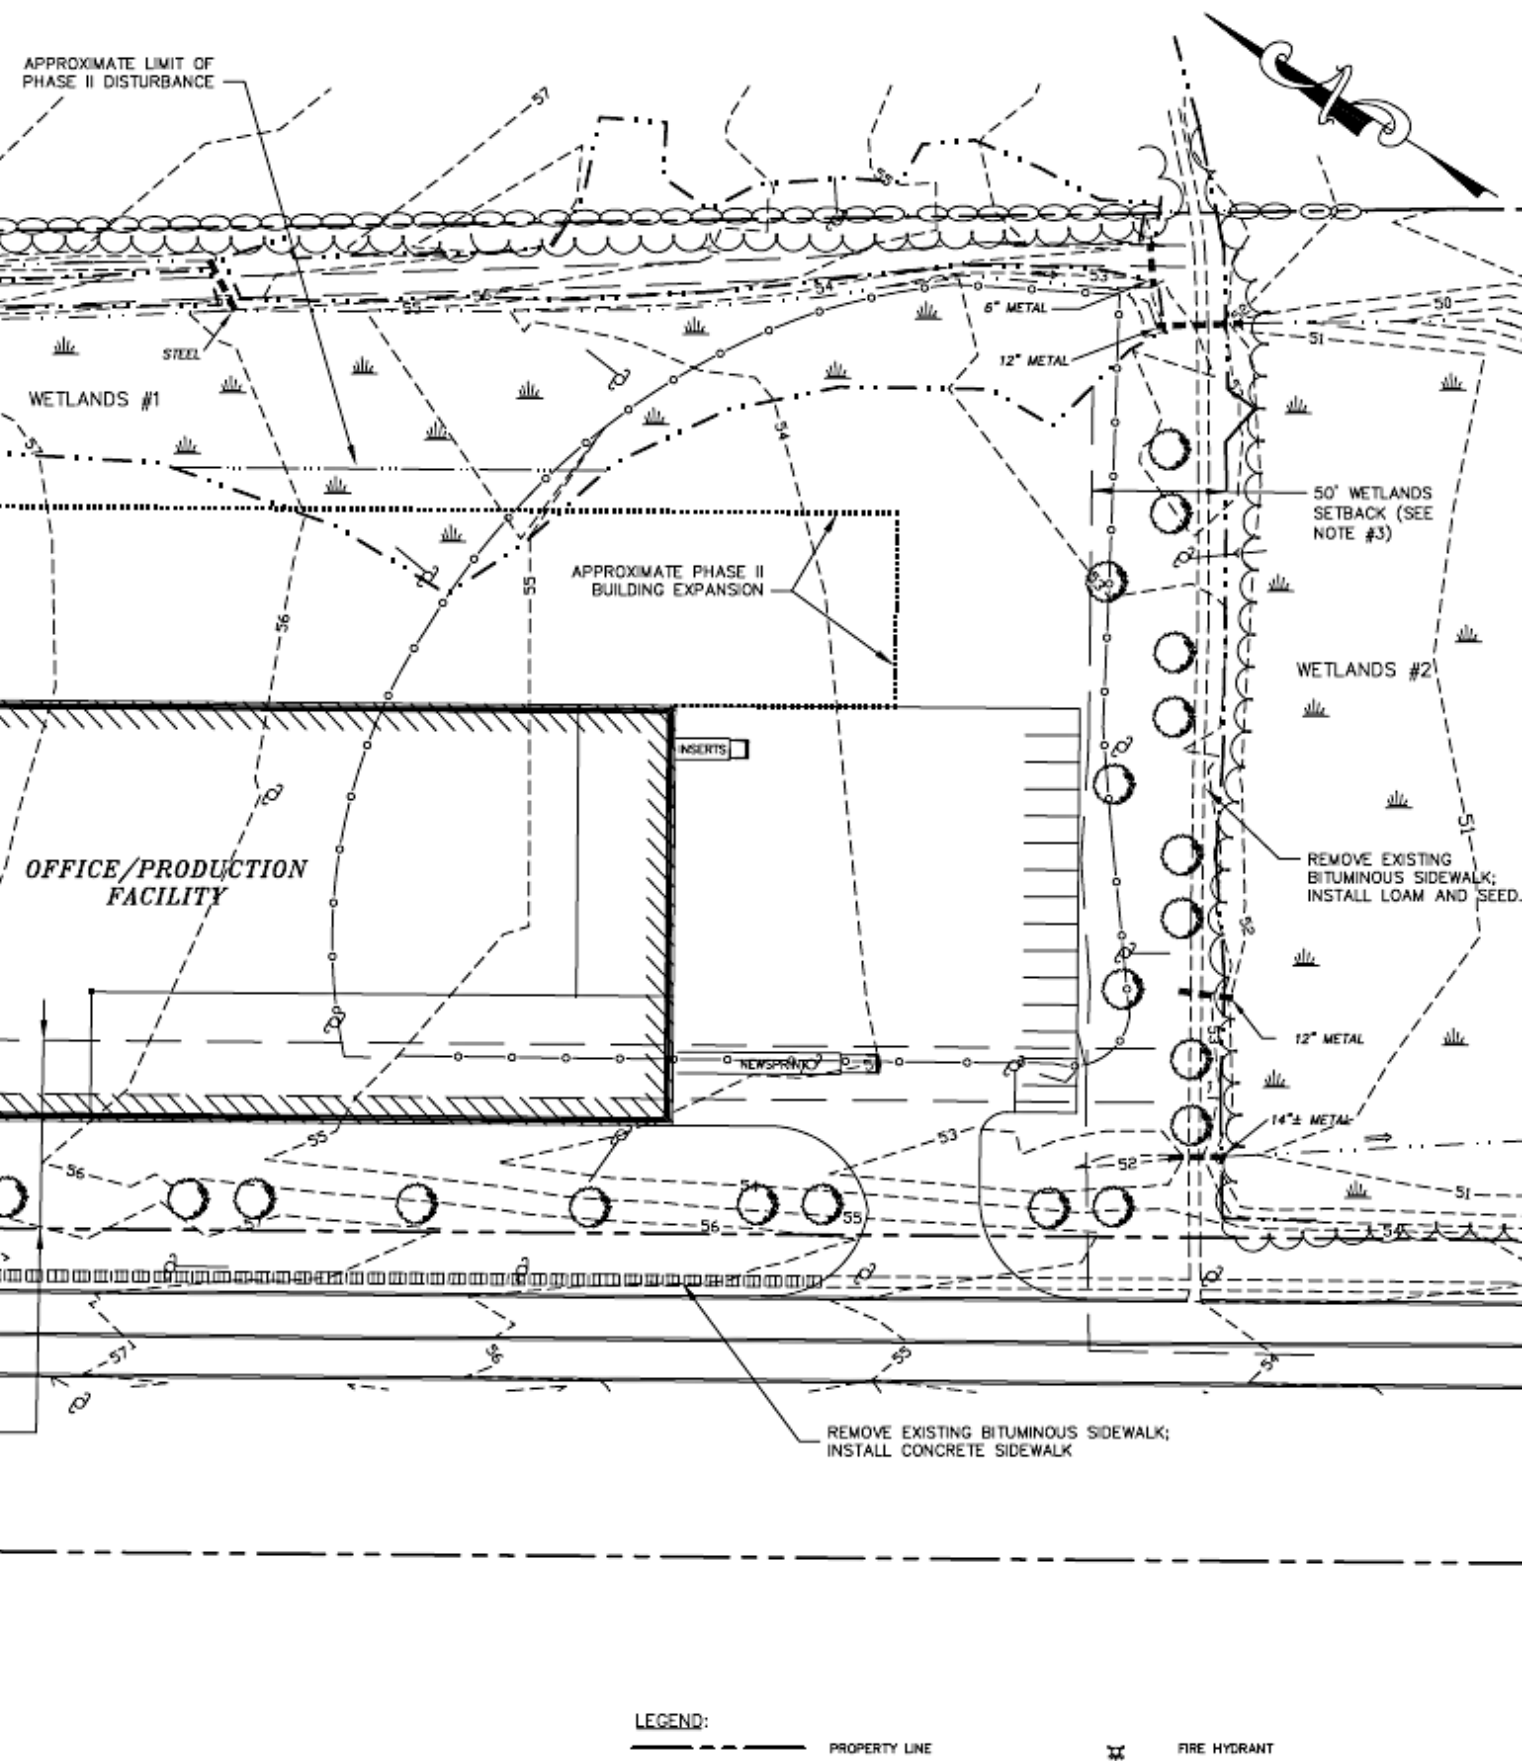 APPROXIMATE LIMIT OF
PHASE II DISTURBANCE
57
55
53
54
55
56
6" METAL
50
52
51
STEEL
12" METAL
WETLANDS #1
57
54
50' WETLANDS
SETBACK (SEE
NOTE #3)
APPROXIMATE PHASE II
BUILDING EXPANSION
53
55
56
WETLANDS #2
INSERTS
51
OFFICE/PRODUCTION
FACILITY
REMOVE EXISTING
BITUMINOUS SIDEWALK;
INSTALL LOAM AND SEED.
52
53
12" METAL
NEWSPRINT
14"± METAL
55
53
56
52
54
51
57
56
55
54
57
56
55
54
REMOVE EXISTING BITUMINOUS SIDEWALK;
INSTALL CONCRETE SIDEWALK
LEGEND:
PROPERTY LINE
FIRE HYDRANT